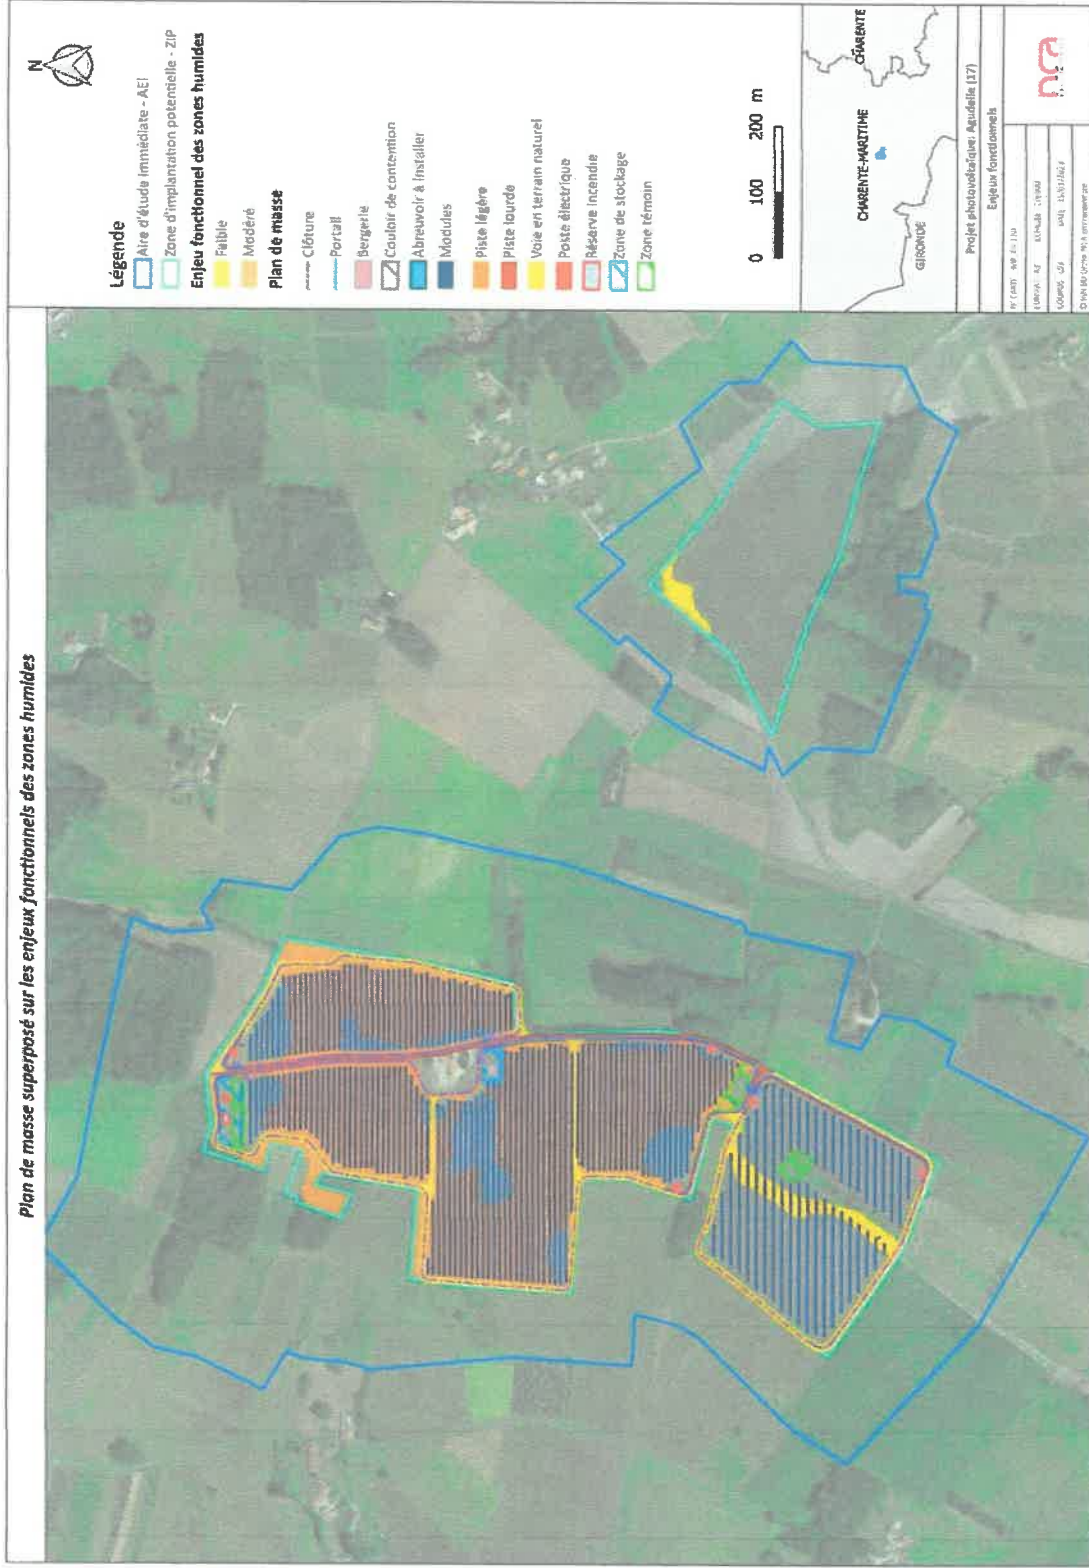 Plan de masse superposé sur les enjeux fonctionnels des zones humides
N
Légende
Aire d'étude immédiate - AEI
Zone d'implantation potentielle - ZIP
Enjeu fonctionnel des zones humides
Faible
Modéré
Plan de masse
Clôture
Portail
Bergerie
Couloir de contention
Abreuvoir à installer
Modules
Piste légère
Piste lourde
Voie en terrain naturel
Poste électrique
Réserve incendie
Zone de stockage
Zone témoin
0 100 200 m
CHARENTE-MARITIME
CHARENTE
GIRONDE
Projet photovoltaïque: Agudelle (17)
Enjeux fonctionnels
nca